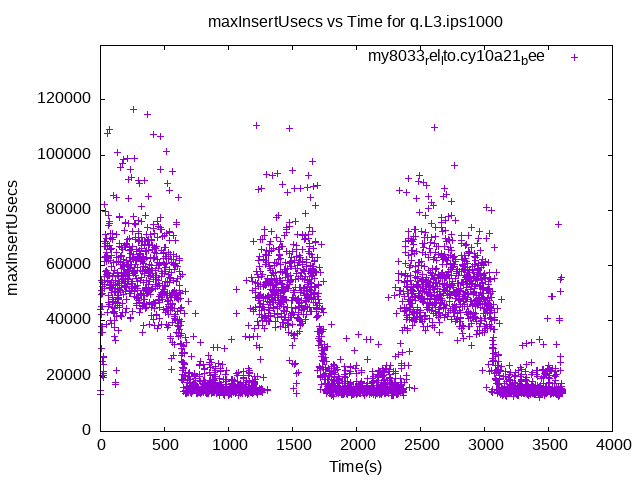 maxInsertUsecs vs Time for q.L3.ips1000
my8033rellto.cy10a21bee
maxInsertUsecs
120000
100000
80000
60000
40000
20000
0
0 500 1000 1500 2000 2500 3000 3500 4000
Time(s)